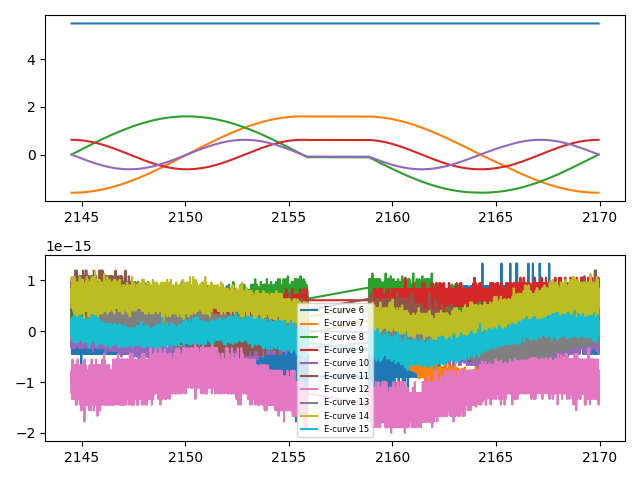 4
2
0
2145 2150 2155 2160 2165 2170
1e−15
1
0
−1
−2
E-curve 6
E-curve 7
E-curve 8
E-curve 9
E-curve 10
E-curve 11
E-curve 12
E-curve 13
E-curve 14
E-curve 15
2145 2150 2155 2160 2165 2170